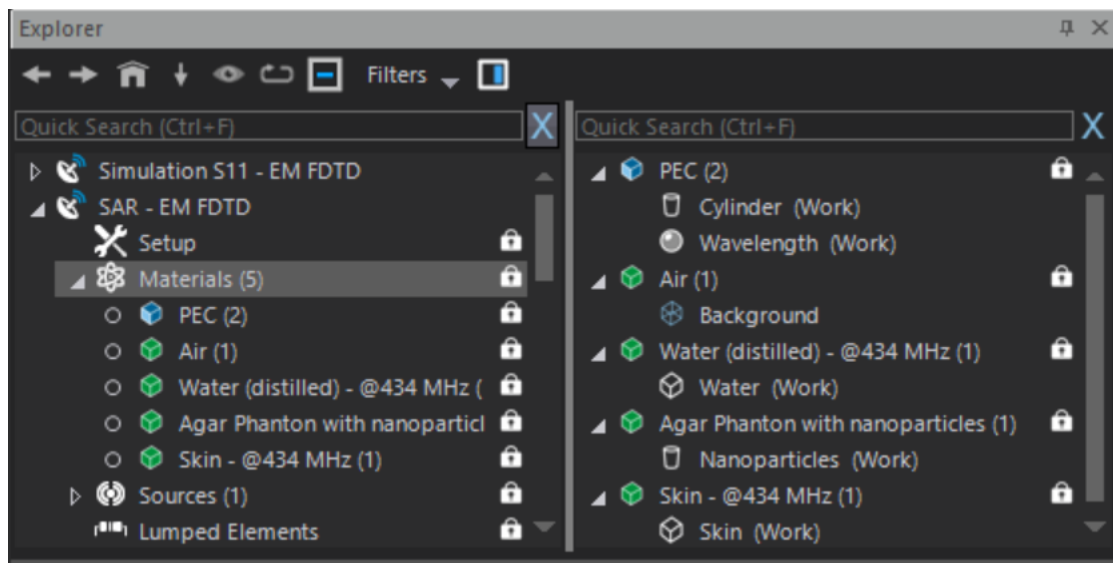 Explorer
Filters
Quick Search (Ctrl+F)
X
Simulation S11 - EM FDTD
SAR - EM FDTD
Setup
Materials (5)
PEC (2)
Air (1)
Water (distilled) - @434 MHz (
Agar Phanton with nanoparticl
Skin - @434 MHz (1)
Sources (1)
Lumped Elements
Quick Search (Ctrl+F)
X
PEC (2)
Cylinder (Work)
Wavelength (Work)
Air (1)
Background
Water (distilled) - @434 MHz (1)
Water (Work)
Agar Phanton with nanoparticles (1)
Nanoparticles (Work)
Skin - @434 MHz (1)
Skin (Work)